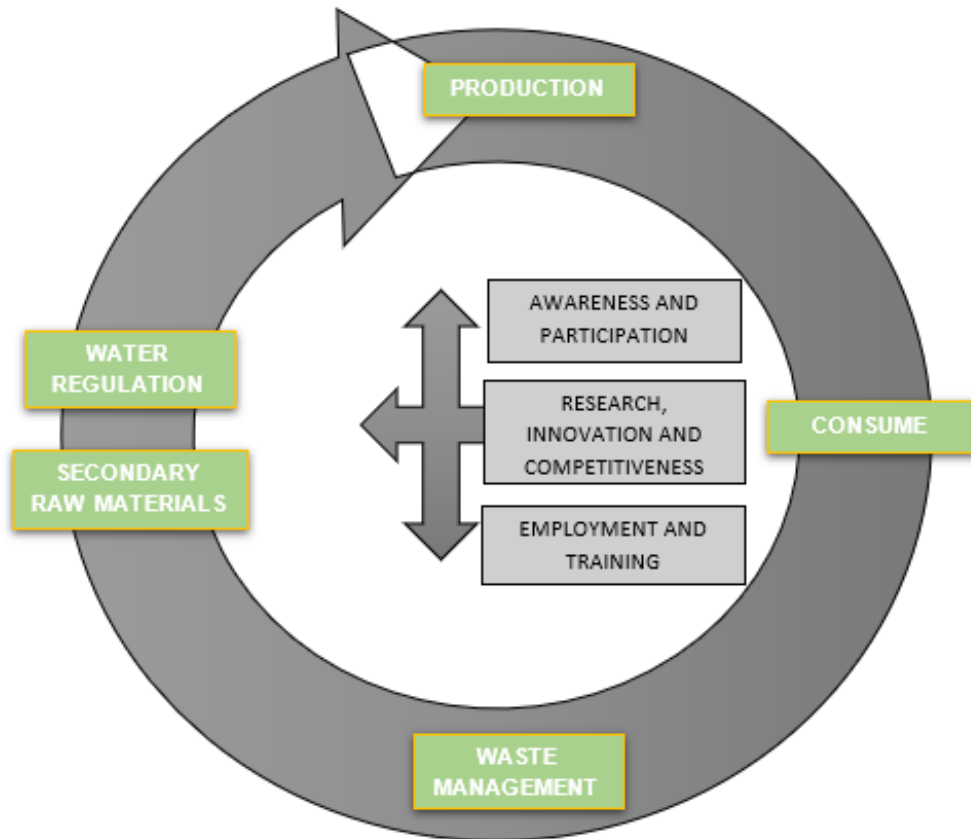 PRODUCTION
AWARENESS AND
PARTICIPATION
WATER
REGULATION
RESEARCH,
INNOVATION AND
COMPETITIVENESS
CONSUME
SECONDARY
RAW MATERIALS
EMPLOYMENT AND
TRAINING
WASTE
MANAGEMENT